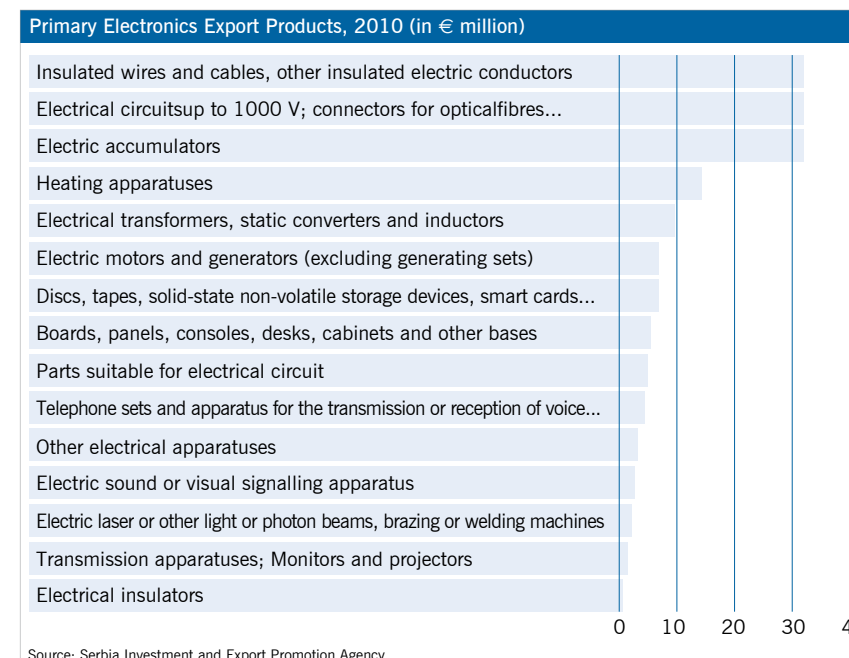 Primary Electronics Export Products, 2010 (in € million)
Insulated wires and cables, other insulated electric conductors
Electrical circuitsup to 1000 V; connectors for opticalfibres...
Electric accumulators
Heating apparatuses
Electrical transformers, static converters and inductors
Electric motors and generators (excluding generating sets)
Discs, tapes, solid-state non-volatile storage devices, smart cards...
Boards, panels, consoles, desks, cabinets and other bases
Parts suitable for electrical circuit
Telephone sets and apparatus for the transmission or reception of voice...
Other electrical apparatuses
Electric sound or visual signalling apparatus
Electric laser or other light or photon beams, brazing or welding machines
Transmission apparatuses; Monitors and projectors
Electrical insulators
0 10 20 30 4
Source: Serbia Investment and Export Promotion Agency